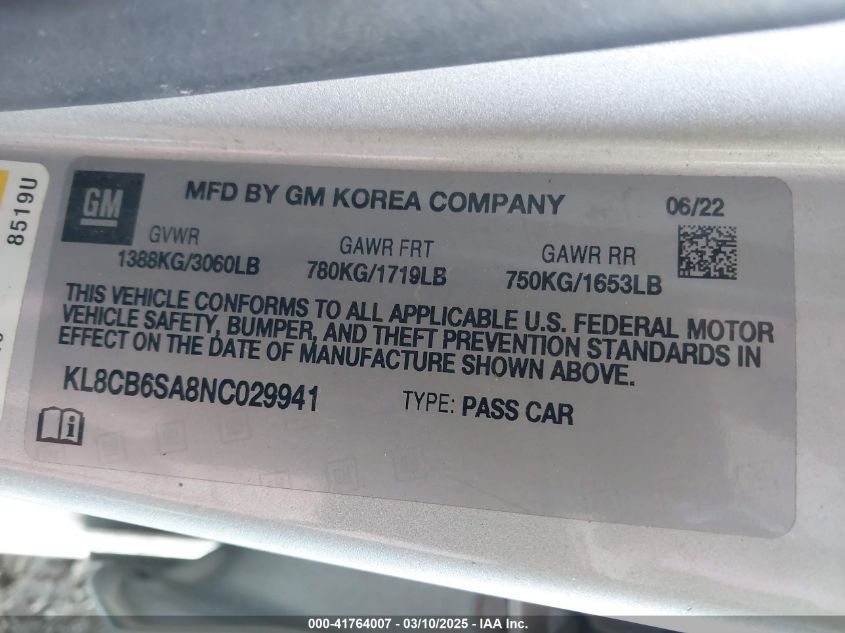 8519U
GM
MFD BY GM KOREA COMPANY
06/22
GVWR
1388KG/3060LB
GAWR FRT
780KG/1719LB
GAWR RR
750KG/1653LB
THIS VEHICLE CONFORMS TO ALL APPLICABLE U.S. FEDERAL MOTOR
VEHICLE SAFETY, BUMPER, AND THEFT PREVENTION STANDARDS IN
EFFECT ON THE DATE OF MANUFACTURE SHOWN ABOVE.
KL8CB6SA8NC029941
TYPE: PASS CAR
000-41764007 - 03/10/2025 - IAA Inc.